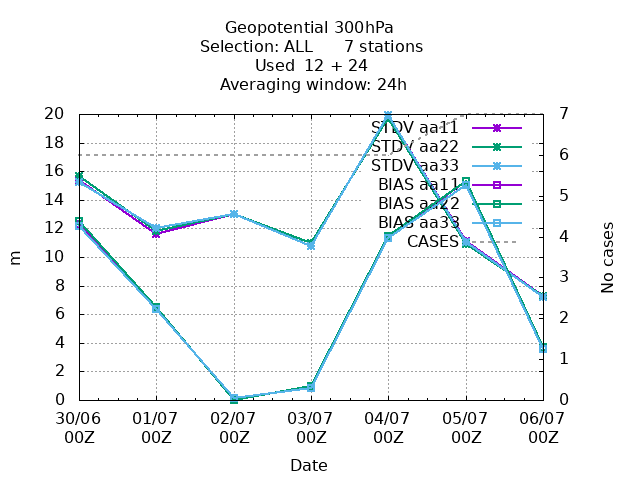 Geopotential 300hPa
Selection: ALL 7 stations
Used 12 + 24
Averaging window: 24h
20
18
16
14
12
10
8
6
4
2
0
m
STDV aa11
STDV aa22
STDV aa33
BIAS aa11
BIAS aa22
BIAS aa33
CASES
7
6
5
4
3
2
1
0
No cases
30/06 01/07 02/07 03/07 04/07 05/07 06/07
00Z 00Z 00Z 00Z 00Z 00Z 00Z
Date